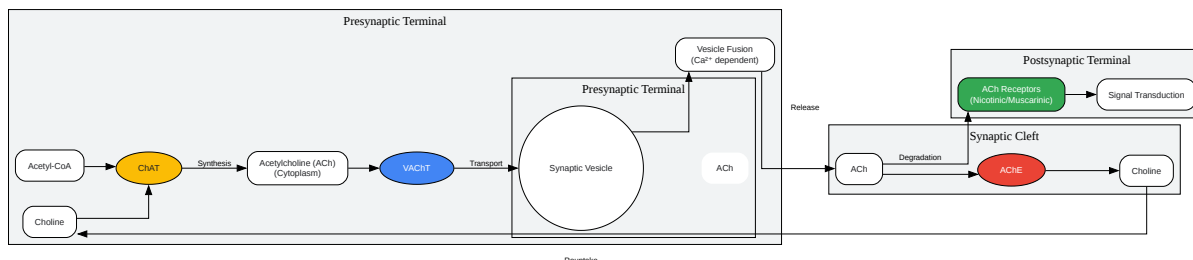 Presynaptic Terminal
Vesicle Fusion
(Ca²⁺ dependent)
Postsynaptic Terminal
Presynaptic Terminal
ACh Receptors
(Nicotinic/Muscarinic)
Signal Transduction
Release
Synaptic Cleft
Acetyl-CoA
ChAT
Synthesis
Acetylcholine (ACh)
(Cytoplasm)
VAChT
Transport
Synaptic Vesicle
ACh
ACh
Degradation
AChE
Choline
Choline